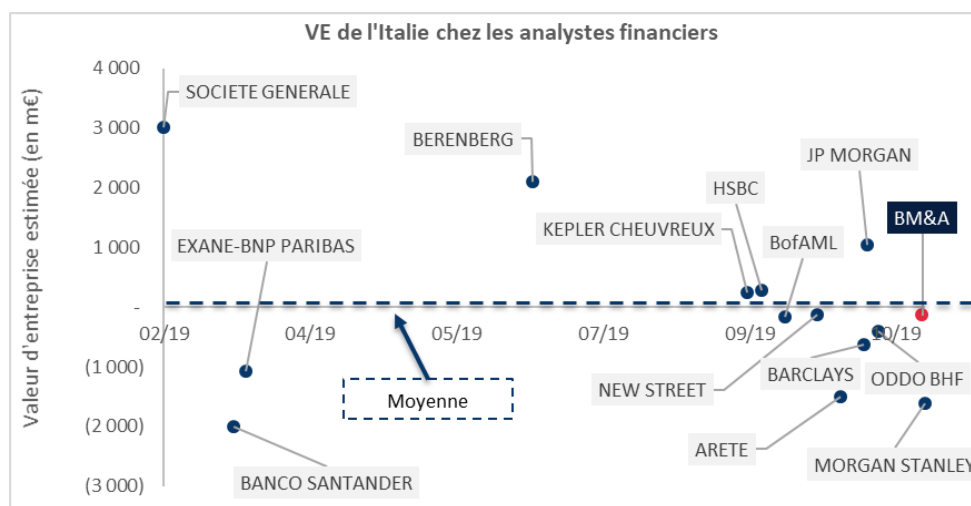 VE de l'Italie chez les analystes financiers
Valeur d'entreprise estimée (en m€)
4 000
3 000
2 000
1 000
-
(1 000)
(2 000)
(3 000)
SOCIETE GENERALE
BERENBERG
JP MORGAN
HSBC
BM&A
KEPLER CHEUVREUX
BofAML
EXANE-BNP PARIBAS
02/19
04/19
05/19
07/19
09/19
10/19
NEW STREET
BARCLAYS
ODDO BHF
Moyenne
ARETE
MORGAN STANLEY
BANCO SANTANDER